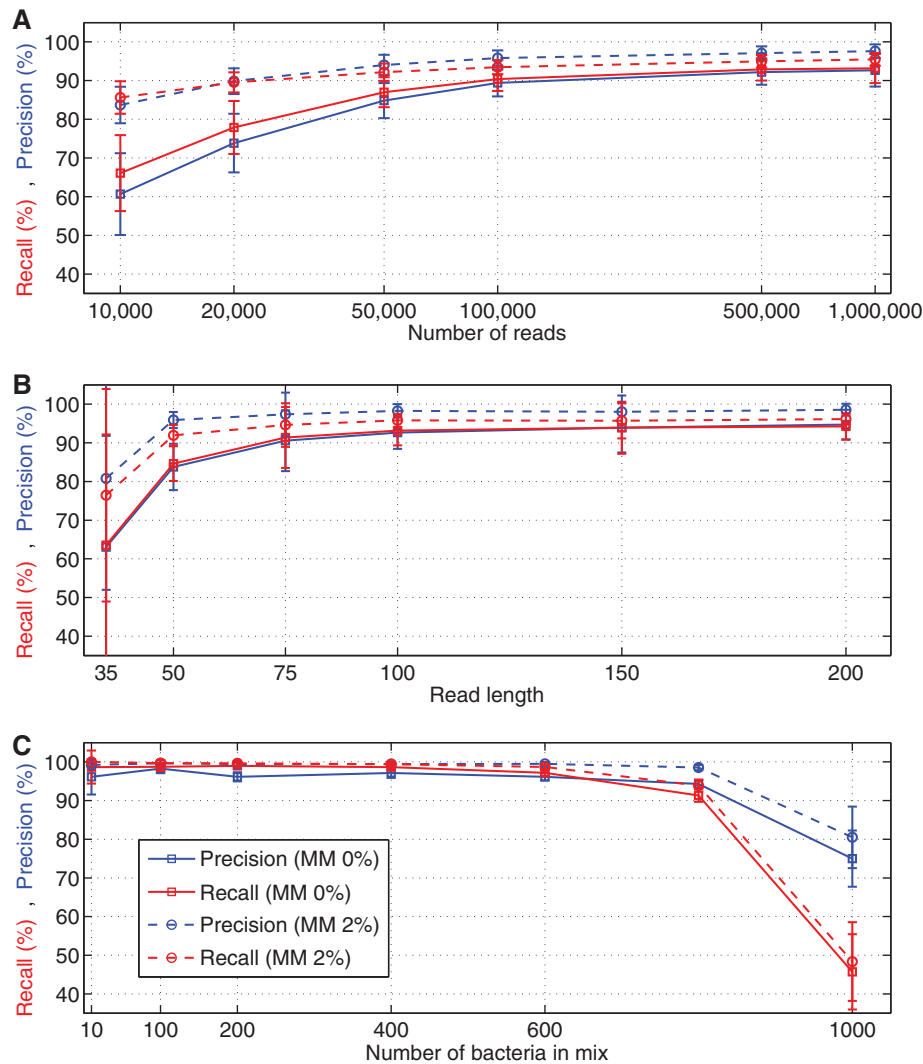 A
Recall (%) , Precision (%)
100
90
80
70
60
50
40
10,000 20,000 50,000 100,000 500,000 1,000,000
Number of reads
B
Recall (%) , Precision (%)
100
90
80
70
60
50
40
35 50 75 100 150 200
Read length
C
Recall (%) , Precision (%)
100
90
80
70
60
50
40
Precision (MM 0%)
Recall (MM 0%)
Precision (MM 2%)
Recall (MM 2%)
10 100 200 400 600 1000
Number of bacteria in mix